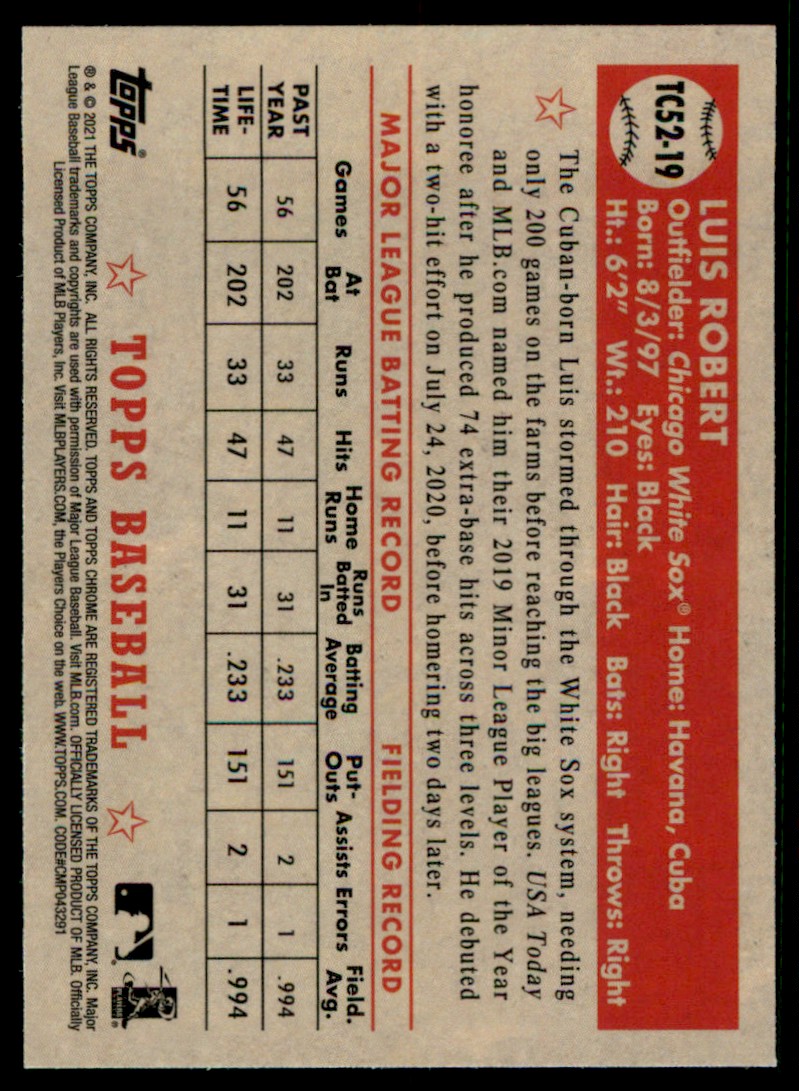 TC52-19
LUIS ROBERT
Outfielder: Chicago White Sox® Home: Havana, Cuba
Born: 8/3/97 Eyes: Black
Ht.: 6'2" Wt.: 210 Hair: Black Bats: Right Throws: Right
The Cuban-born Luis stormed through the White Sox system, needing
only 200 games on the farms before reaching the big leagues. USA Today
and MLB.com named him their 2019 Minor League Player of the Year
honoree after he produced 74 extra-base hits across three levels. He debuted
with a two-hit effort on July 24, 2020, before homering two days later.
MAJOR LEAGUE BATTING RECORD FIELDING RECORD
Games At Bat Runs Hits Home Runs Runs Batted In Batting Average Put-Outs Assists Errors Field. Avg.
PAST YEAR 56 202 33 47 11 31 .233 151 2 1 .994
LIFE-TIME 56 202 33 47 11 31 .233 151 2 1 .994
topps® TOPPS BASEBALL
® & © 2021 THE TOPPS COMPANY, INC. ALL RIGHTS RESERVED. TOPPS AND TOPPS CHROME ARE REGISTERED TRADEMARKS OF THE TOPPS COMPANY, INC. Major
League Baseball trademarks and copyrights are used with permission of Major League Baseball. Visit MLB.com. OFFICIALLY LICENSED PRODUCT OF MLB. Officially
Licensed Product of MLB Players, Inc. Visit MLBPLAYERS.COM, the Players Choice on the web. WWW.TOPPS.COM. CODE#CMP043291